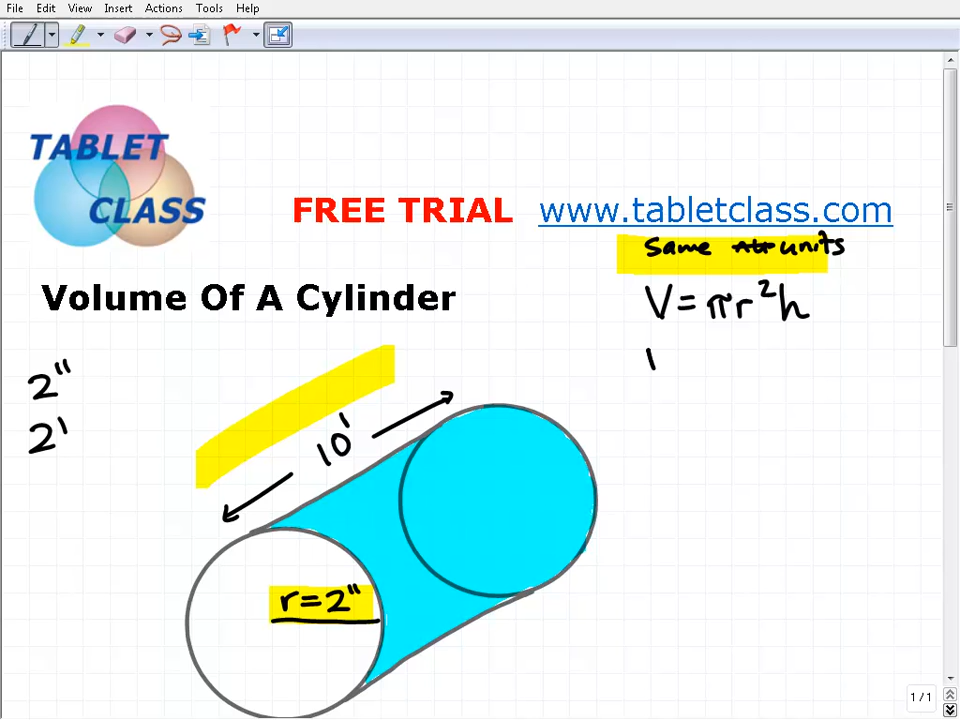 File Edit View Insert Actions Tools Help
TABLET
CLASS
FREE TRIAL www.tabletclass.com
Same units
Volume Of A Cylinder
V=πr²h
2"
2'
10'
r=2"
1/1